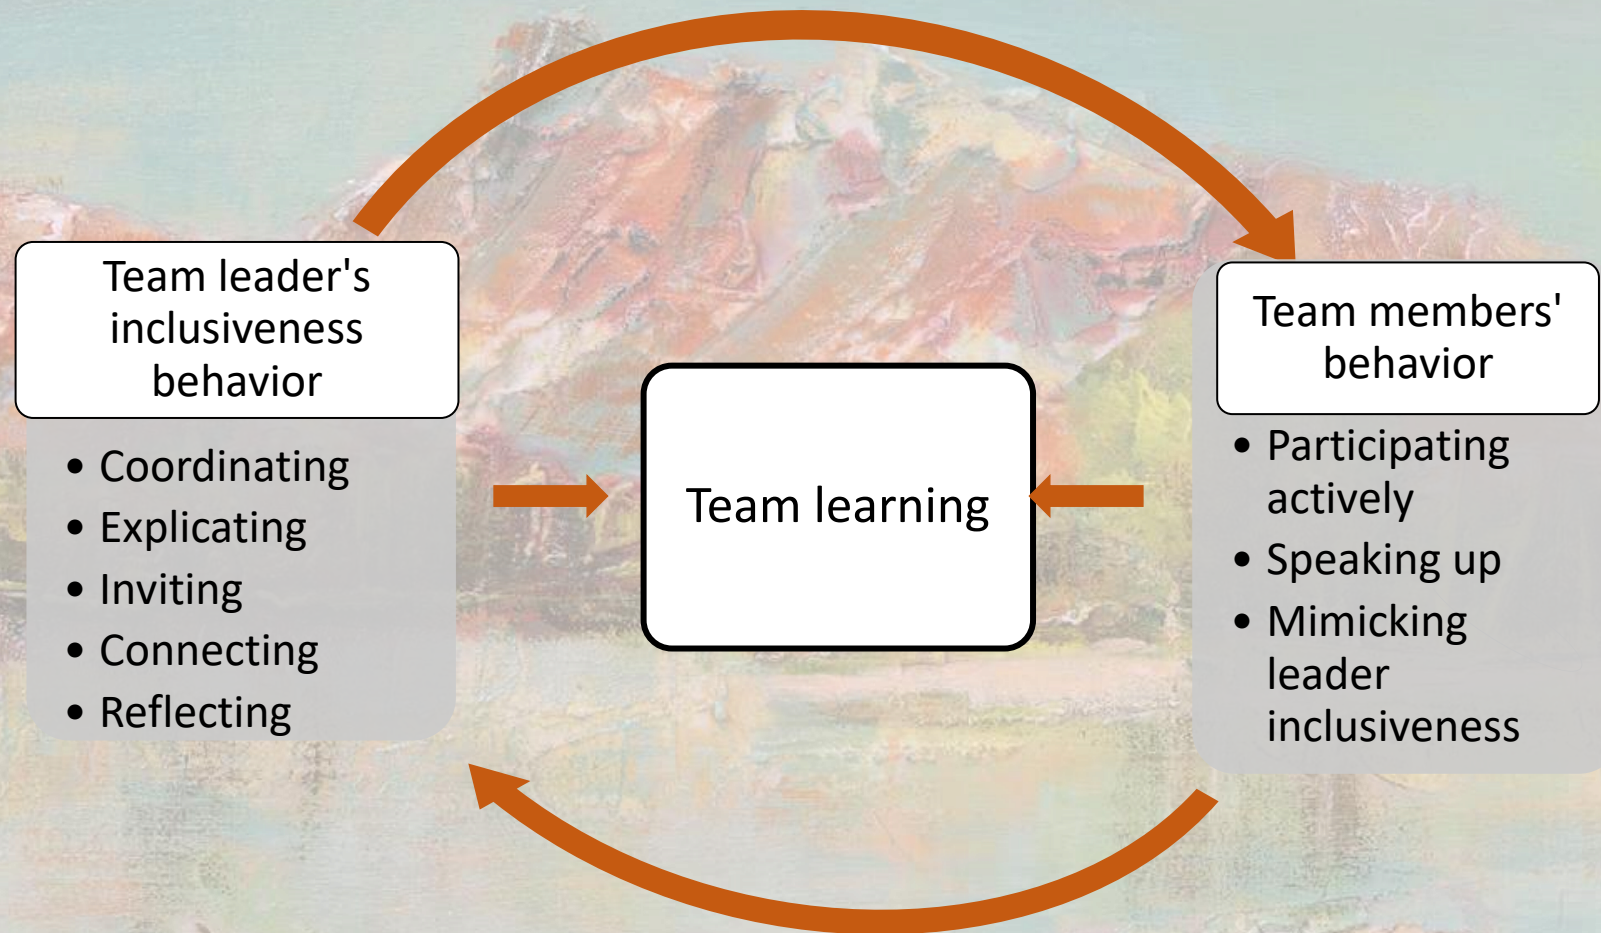 Team leader's
inclusiveness
behavior
• Coordinating
• Explicating
• Inviting
• Connecting
• Reflecting
Team learning
Team members'
behavior
• Participating
actively
• Speaking up
• Mimicking
leader
inclusiveness